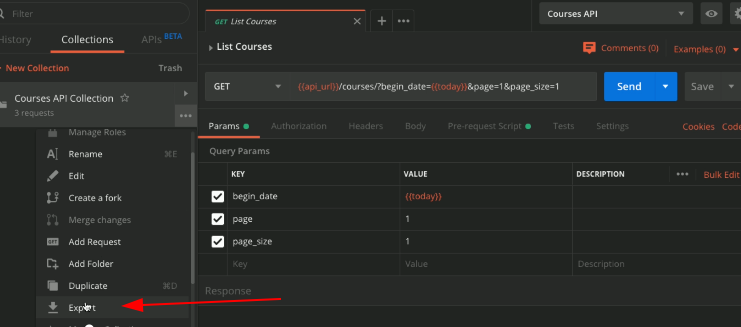 Filter
GET List Courses
Courses API
History
Collections
APIs BETA
List Courses
Comments (0)
Examples (0)
New Collection
Trash
GET
{{api_url}}/courses/?begin_date={{today}}&page=1&page_size=1
Send
Save
Courses API Collection
3 requests
Params
Authorization
Headers
Body
Pre-request Script
Tests
Settings
Cookies
Code
Manage Roles
Rename
⌘E
Edit
Create a fork
Merge changes
Add Request
Add Folder
Duplicate
⌘D
Export
Query Params
KEY
VALUE
DESCRIPTION
Bulk Edit
begin_date
{{today}}
page
1
page_size
1
Key
Value
Description
Response